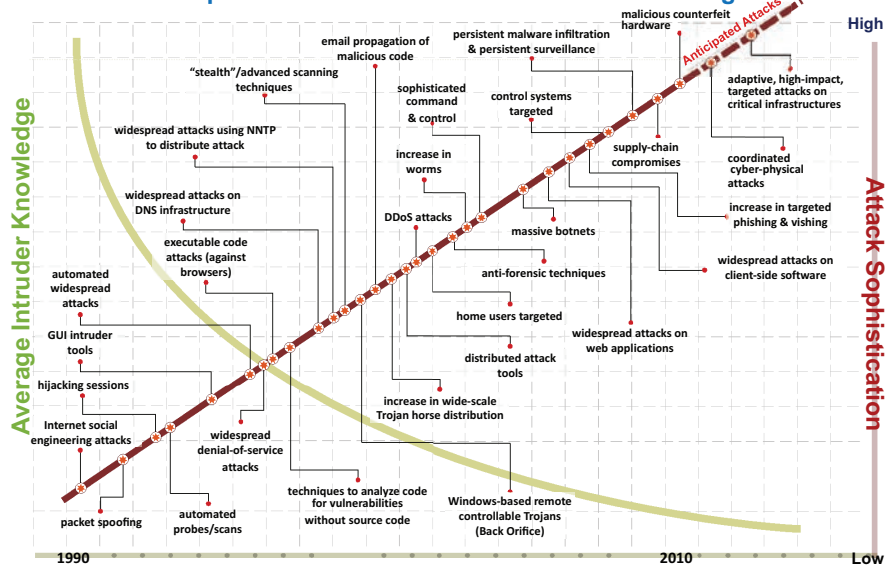 malicious counterfeit
hardware
High
Anticipated Attacks
persistent malware infiltration
& persistent surveillance
email propagation of
malicious code
"stealth"/advanced scanning
techniques
adaptive, high-impact,
targeted attacks on
critical infrastructures
sophisticated
command
& control
control systems
targeted
widespread attacks using NNTP
to distribute attack
supply-chain
compromises
coordinated
cyber-physical
attacks
increase in
worms
widespread attacks on
DNS infrastructure
DDoS attacks
increase in targeted
phishing & vishing
massive botnets
executable code
attacks (against
browsers)
anti-forensic techniques
widespread attacks on
client-side software
automated
widespread
attacks
home users targeted
widespread attacks on
web applications
GUI intruder
tools
distributed attack
tools
hijacking sessions
increase in wide-scale
Trojan horse distribution
Internet social
engineering attacks
widespread
denial-of-service
attacks
techniques to analyze code
for vulnerabilities
without source code
Windows-based remote
controllable Trojans
(Back Orifice)
packet spoofing
automated
probes/scans
Average Intruder Knowledge
Attack Sophistication
1990
2010
Low